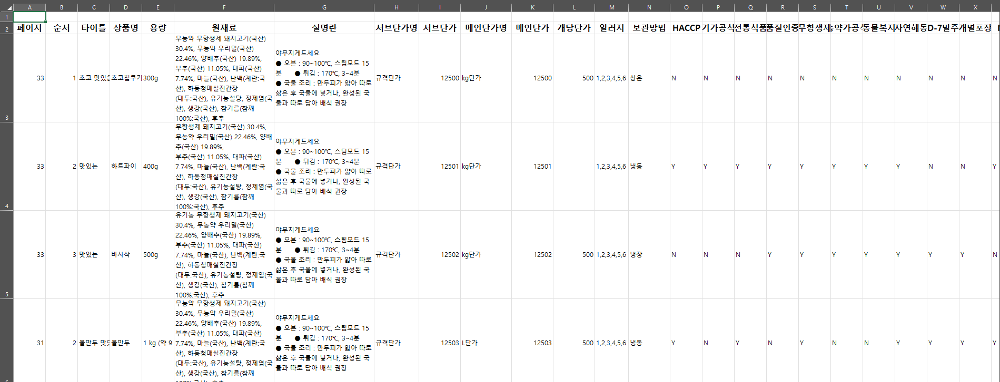 A B C D E F G H I J K L M N O P Q R S T U V W X
1
2 페이지 순서 타이틀 상품명 용량 원재료 설명란 서브단가명 서브단가 메인단가명 메인단가 개당단가 알러지 보관방법 HACCP 기가공식 전통식품 품질인증 무항생제 약가공 동물복지 자연해동 D-7발주 개별포장
3 33 1 초코 맛있음 초코칩쿠키 300g
무농약 무항생제 돼지고기(국산)
30.4%, 무농약 우리밀(국산)
22.46%, 양배추(국산) 19.89%,
부추(국산) 11.05%, 대파(국산)
7.74%, 마늘(국산), 난백(계란:국
산), 하동청매실진간장
(대두:국산), 유기농설탕, 정제염(국
산), 생강(국산), 참기름(참깨
100%:국산), 후추
야무지게드세요
● 오븐 : 90~100℃, 스팀모드 15
분 ● 튀김 : 170℃, 3~4분
● 국물 조리 : 만두피가 얇아 따로
삶은 후 국물에 넣거나, 완성된 국
물과 따로 담아 배식 권장
규격단가 12500 kg단가 12500 500 1,2,3,4,5,6 상온 N N N N N N N N N N N
4 33 2 맛있는 하트파이 400g
무항생제 돼지고기(국산) 30.4%,
무농약 우리밀(국산) 22.46%, 양배
추(국산) 19.89%,
부추(국산) 11.05%, 대파(국산)
7.74%, 마늘(국산), 난백(계란:국
산), 하동청매실진간장
(대두:국산), 유기농설탕, 정제염(국
산), 생강(국산), 참기름(참깨
100%:국산), 후추
야무지게드세요
● 오븐 : 90~100℃, 스팀모드 15
분 ● 튀김 : 170℃, 3~4분
● 국물 조리 : 만두피가 얇아 따로
삶은 후 국물에 넣거나, 완성된 국
물과 따로 담아 배식 권장
규격단가 12501 kg단가 12501 1,2,3,4,5,6 냉동 Y Y Y Y Y Y Y Y N N Y
5 33 3 맛있는 바사삭 500g
유기농 무항생제 돼지고기(국산)
30.4%, 무농약 우리밀(국산)
22.46%, 양배추(국산) 19.89%,
부추(국산) 11.05%, 대파(국산)
7.74%, 마늘(국산), 난백(계란:국
산), 하동청매실진간장
(대두:국산), 유기농설탕, 정제염(국
산), 생강(국산), 참기름(참깨
100%:국산), 후추
야무지게드세요
● 오븐 : 90~100℃, 스팀모드 15
분 ● 튀김 : 170℃, 3~4분
● 국물 조리 : 만두피가 얇아 따로
삶은 후 국물에 넣거나, 완성된 국
물과 따로 담아 배식 권장
규격단가 12502 kg단가 12502 500 1,2,3,4,5,6 냉장 N N N Y Y Y Y Y Y Y N
31 2 물만두 맛있 물만두 1 kg (약 9
무농약 무항생제 돼지고기(국산)
30.4%, 무농약 우리밀(국산)
22.46%, 양배추(국산) 19.89%,
부추(국산) 11.05%, 대파(국산)
7.74%, 마늘(국산), 난백(계란:국
산), 하동청매실진간장
(대두:국산), 유기농설탕, 정제염(국
산), 생강(국산), 참기름(참깨
야무지게드세요
● 오븐 : 90~100℃, 스팀모드 15
분 ● 튀김 : 170℃, 3~4분
● 국물 조리 : 만두피가 얇아 따로
삶은 후 국물에 넣거나, 완성된 국
물과 따로 담아 배식 권장
규격단가 12503 L단가 12503 500 1,2,3,4,5,6 냉동 Y N Y N Y N N Y Y Y Y